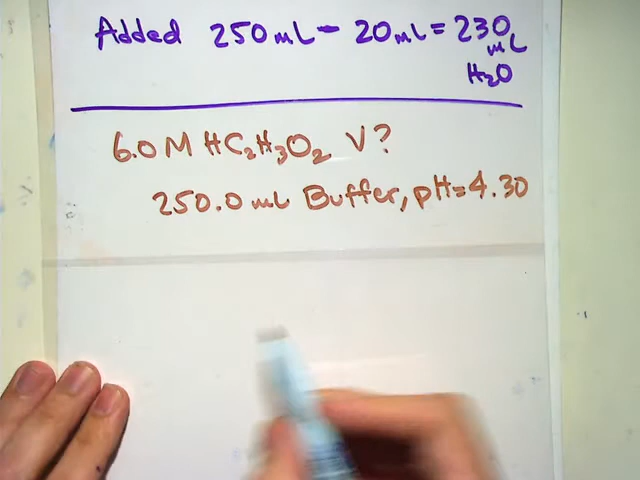 Added 250 mL - 20 mL = 230 mL
H₂O
6.0 M HC₂H₃O₂ V?
250.0 mL Buffer, pH=4.30